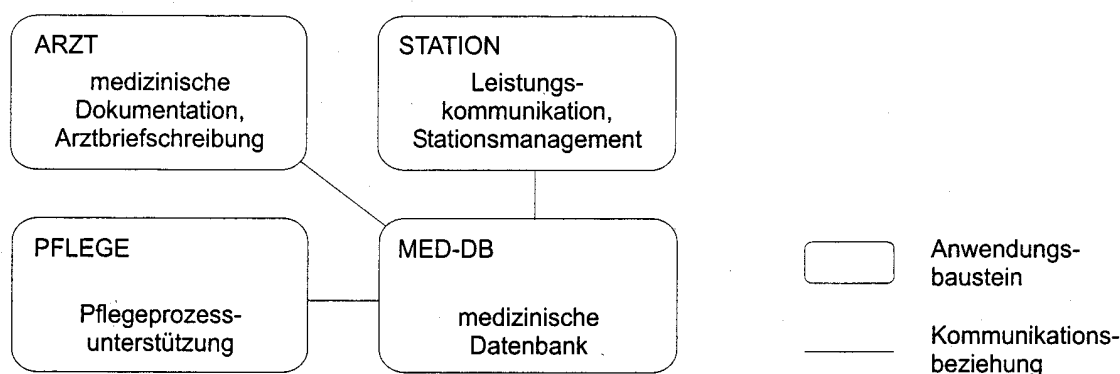 ARZT
medizinische
Dokumentation,
Arztbriefschreibung
STATION
Leistungs-
kommunikation,
Stationsmanagement
PFLEGE
Pflegeprozess-
unterstützung
MED-DB
medizinische
Datenbank
Anwendungs-
baustein
Kommunikations-
beziehung